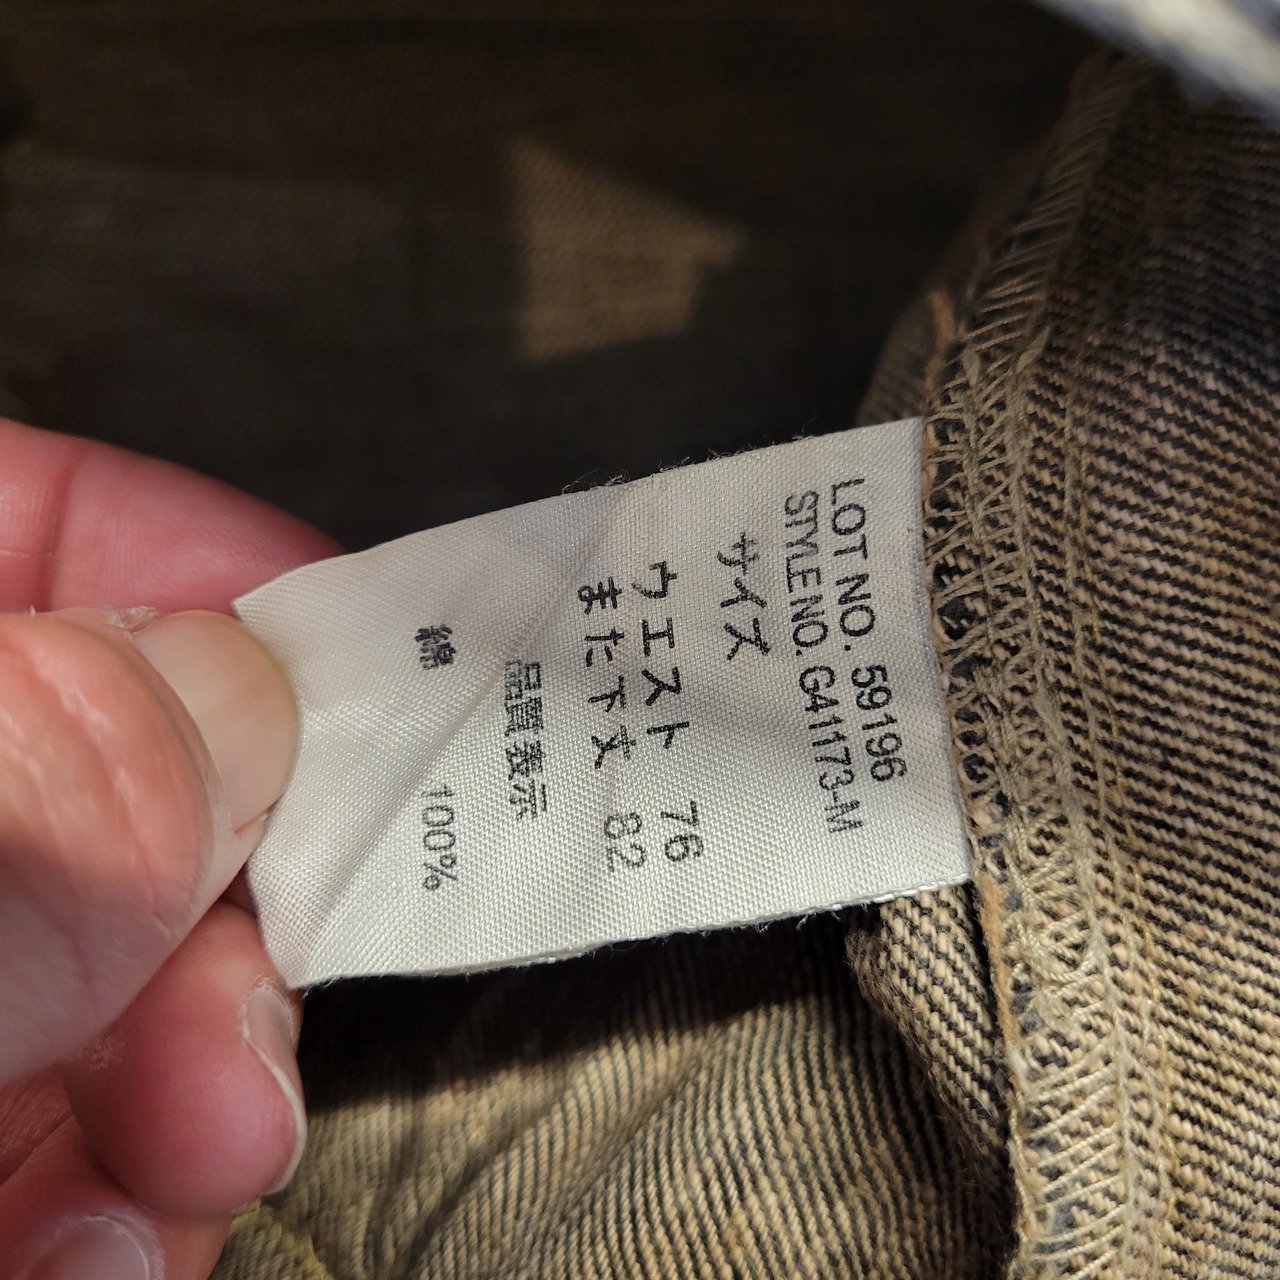 LOT NO. 59196
STYLE NO. G41173-M
サイズ
ウエスト 76
また下丈 82
品質表示
綿 100%